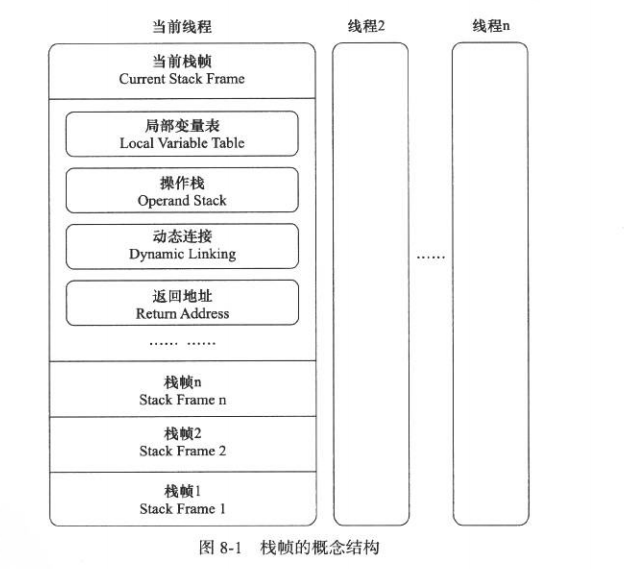 当前线程
线程2
线程n
当前栈帧
Current Stack Frame
局部变量表
Local Variable Table
操作栈
Operand Stack
动态连接
Dynamic Linking
返回地址
Return Address
…… ……
……
栈帧n
Stack Frame n
栈帧2
Stack Frame 2
栈帧1
Stack Frame 1
图 8-1 栈帧的概念结构